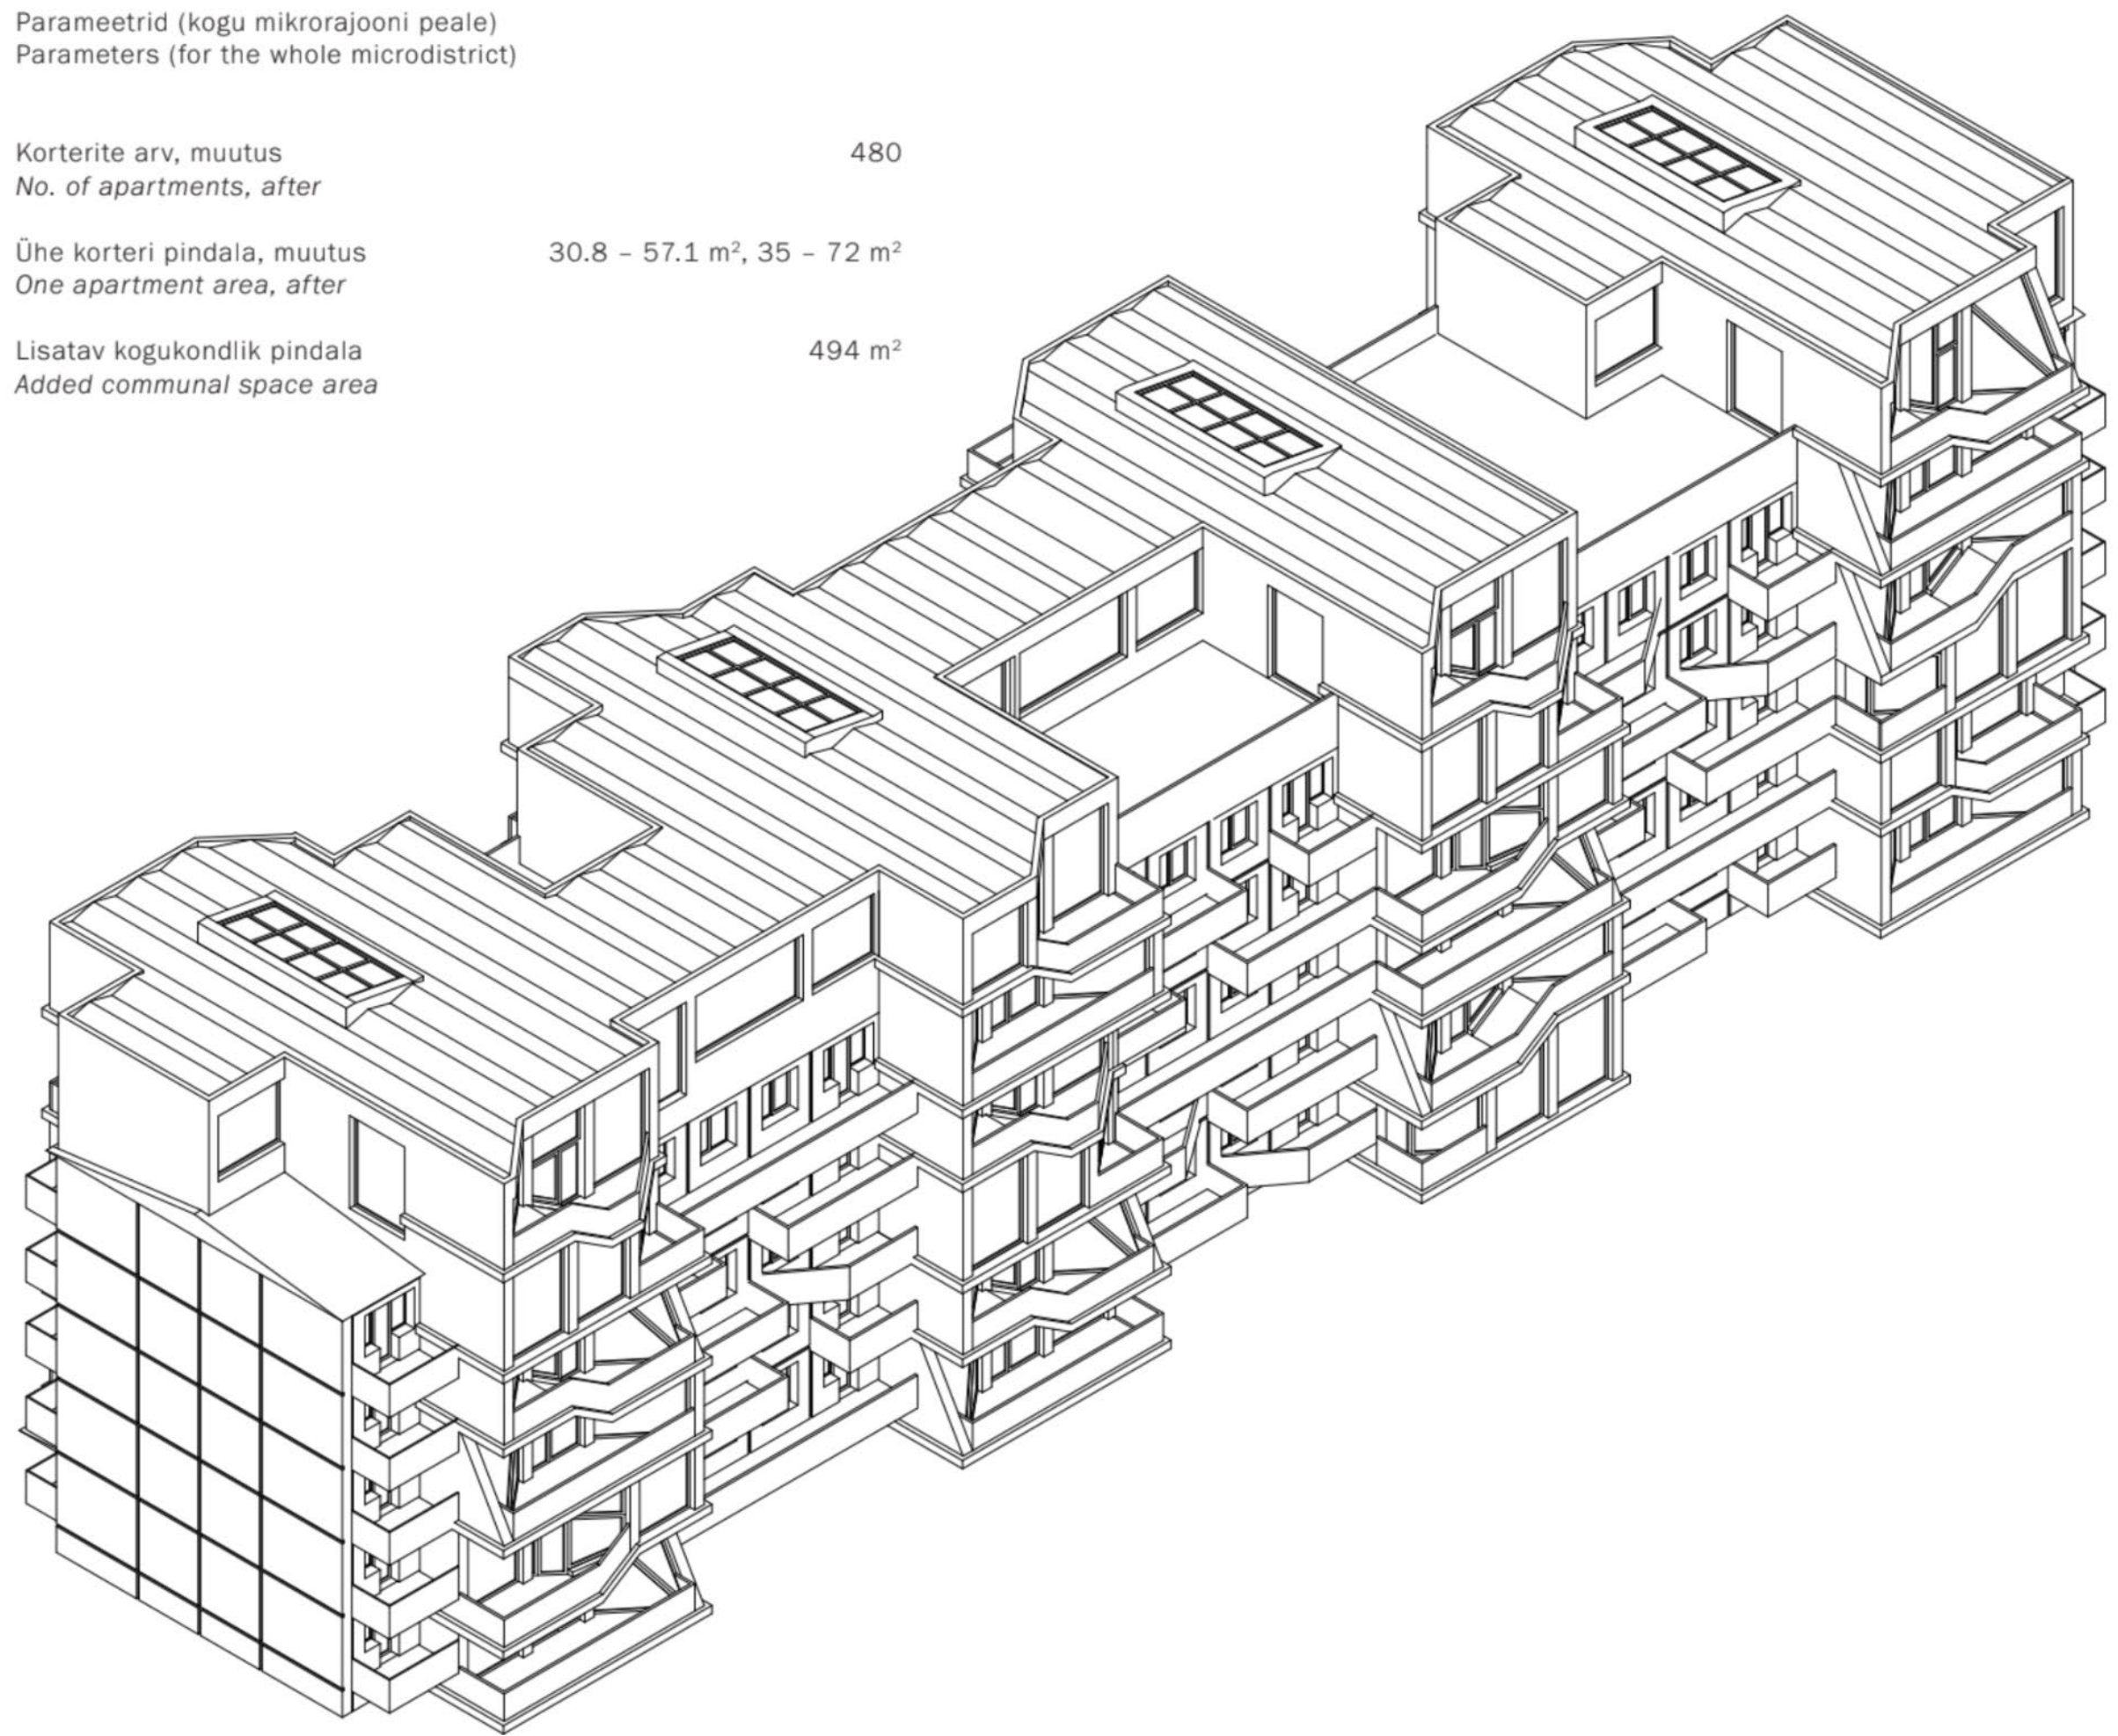 Parameetrid (kogu mikrorajooni peale)
Parameters (for the whole microdistrict)
Korterite arv, muutus 480
No. of apartments, after
Ühe korteri pindala, muutus 30.8 – 57.1 m², 35 – 72 m²
One apartment area, after
Lisatav kogukondlik pindala 494 m²
Added communal space area